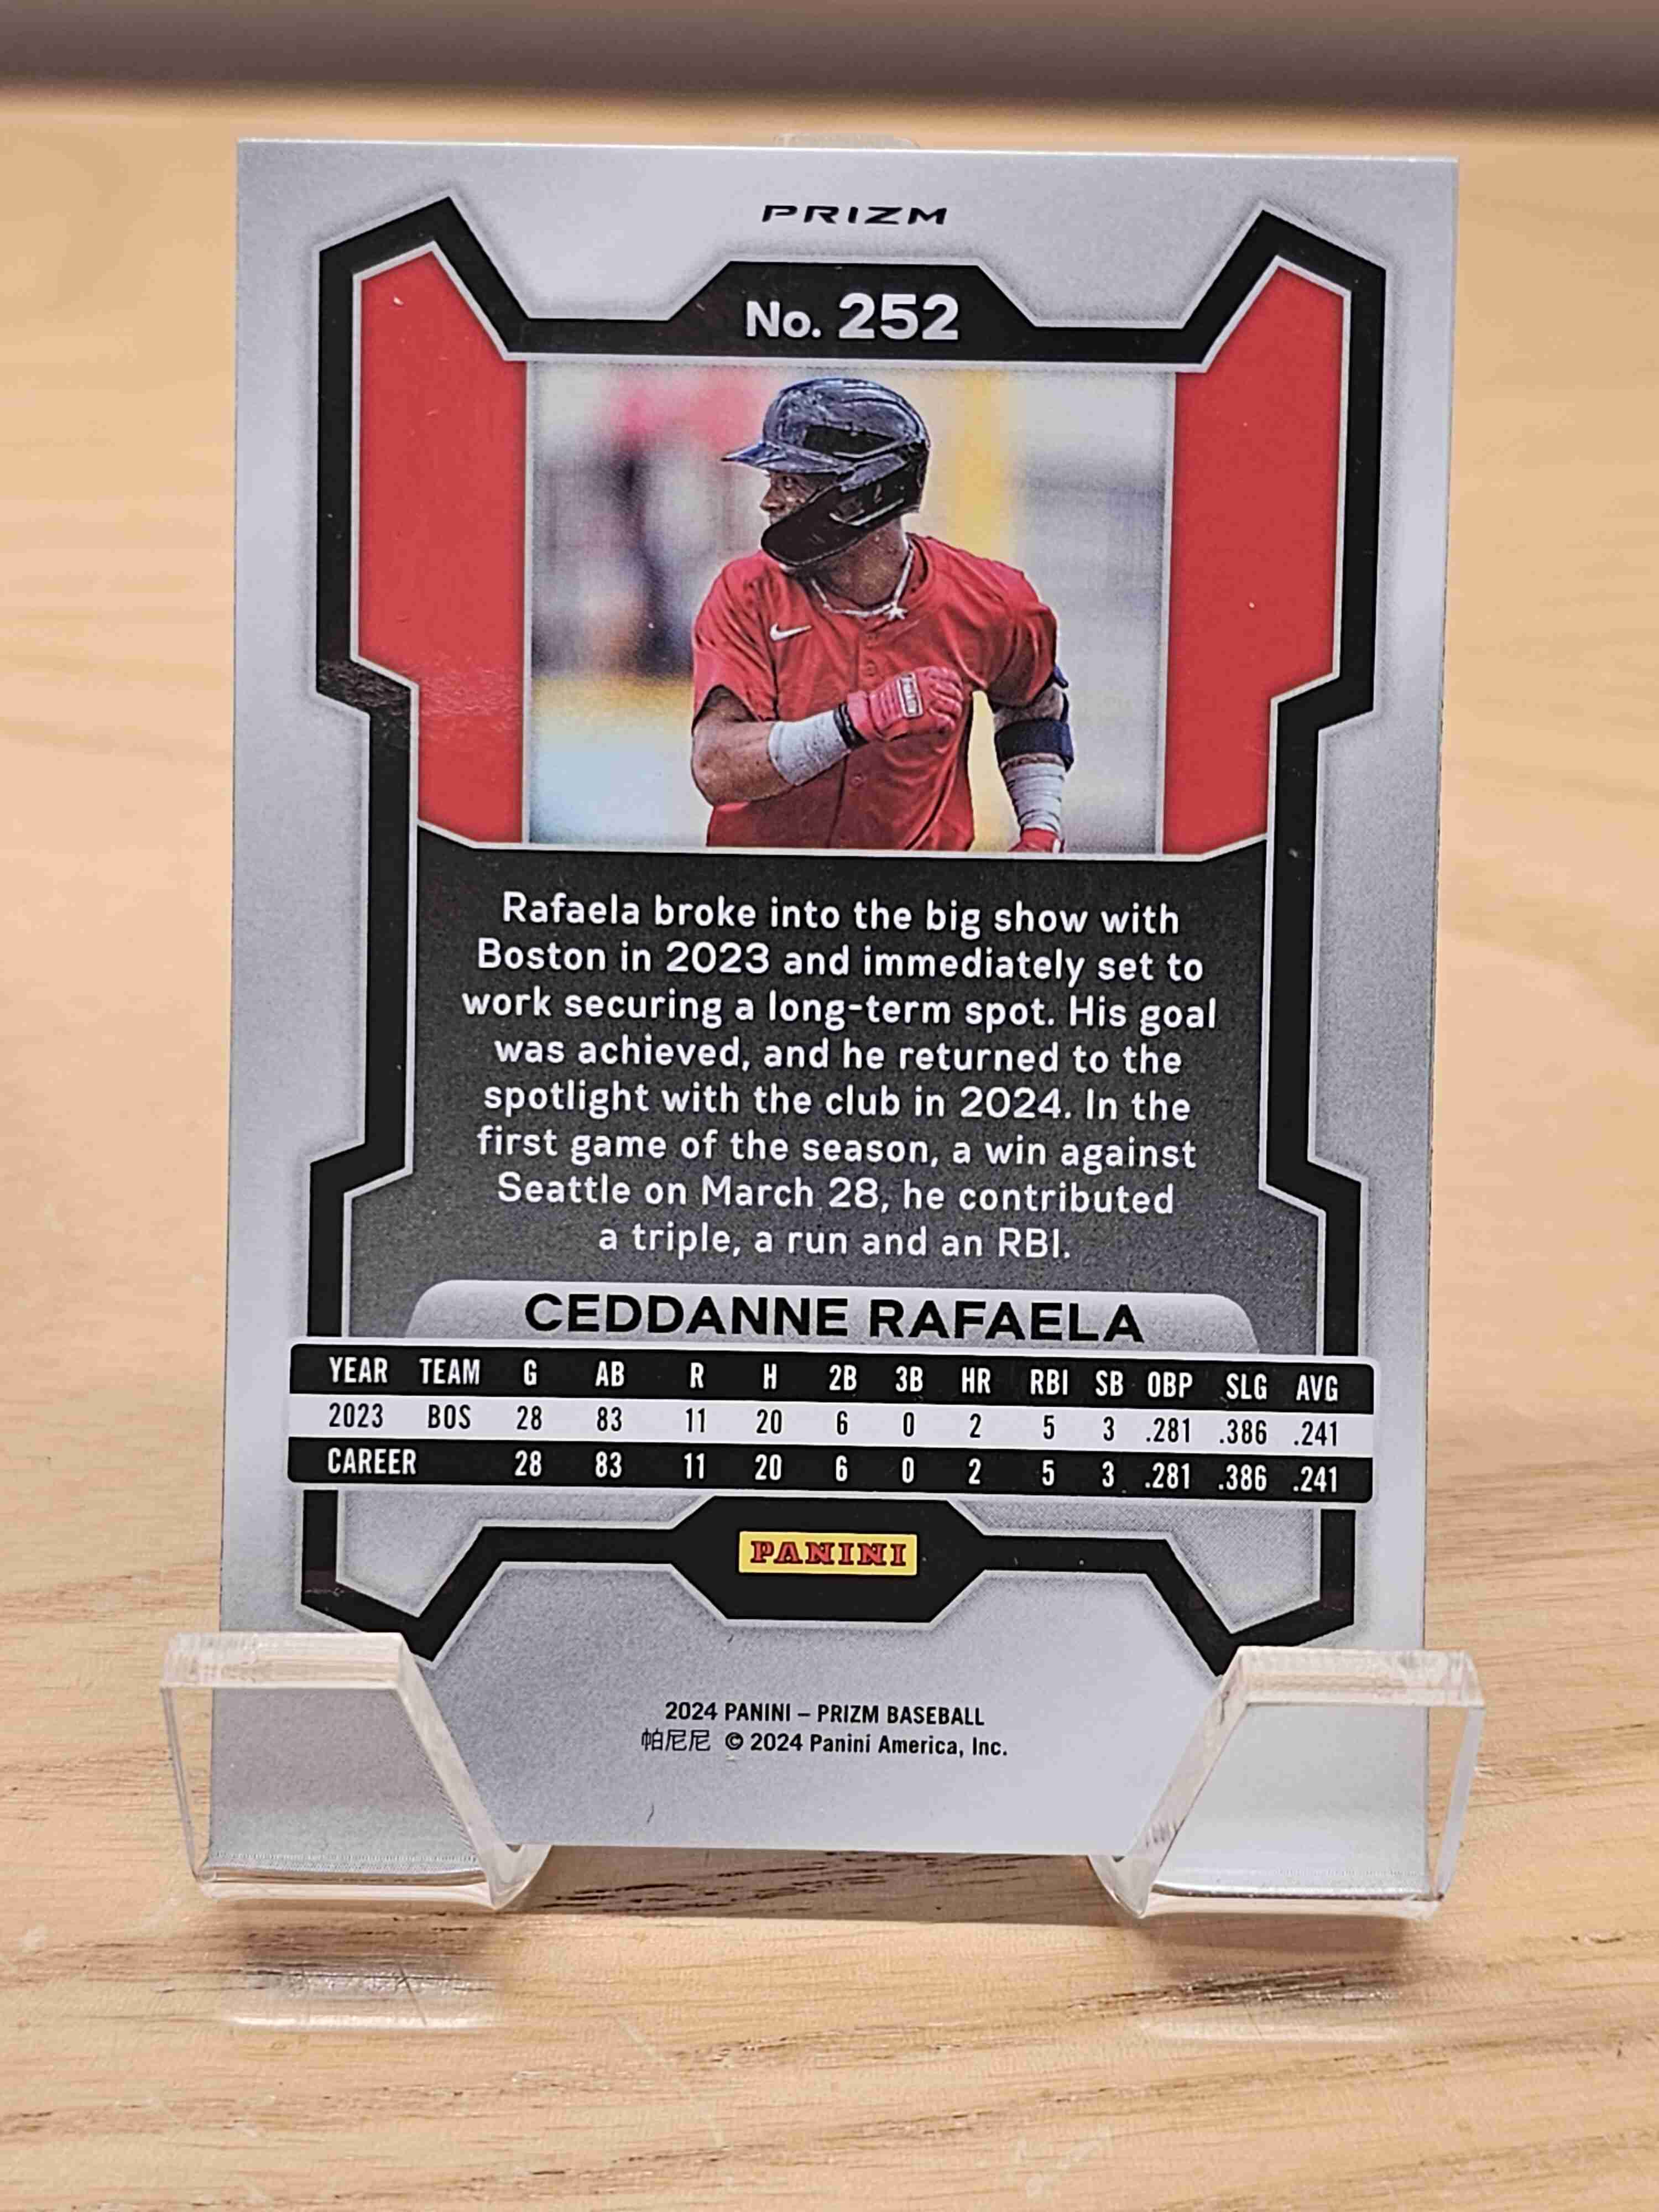 PRIZM
No. 252
Rafaela broke into the big show with
Boston in 2023 and immediately set to
work securing a long-term spot. His goal
was achieved, and he returned to the
spotlight with the club in 2024. In the
first game of the season, a win against
Seattle on March 28, he contributed
a triple, a run and an RBI.
CEDDANNE RAFAELA
YEAR TEAM G AB R H 2B 3B HR RBI SB OBP SLG AVG
2023 BOS 28 83 11 20 6 0 2 5 3 .281 .386 .241
CAREER 28 83 11 20 6 0 2 5 3 .281 .386 .241
PANINI
2024 PANINI – PRIZM BASEBALL
帕尼尼 © 2024 Panini America, Inc.